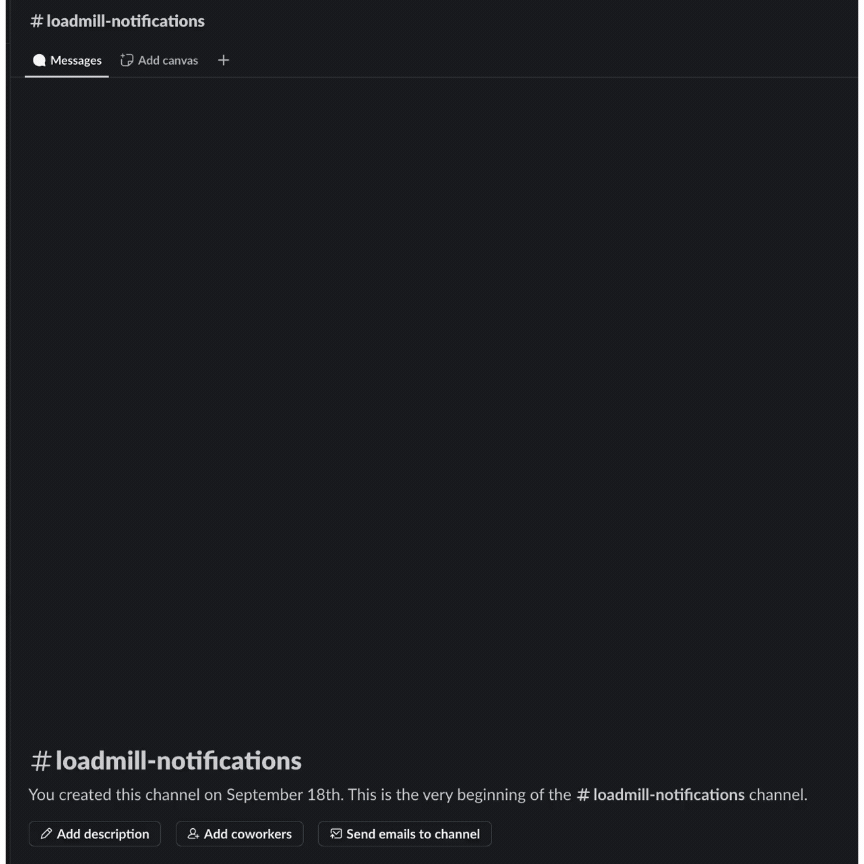 # loadmill-notifications
Messages Add canvas +
# loadmill-notifications
You created this channel on September 18th. This is the very beginning of the # loadmill-notifications channel.
Add description Add coworkers Send emails to channel